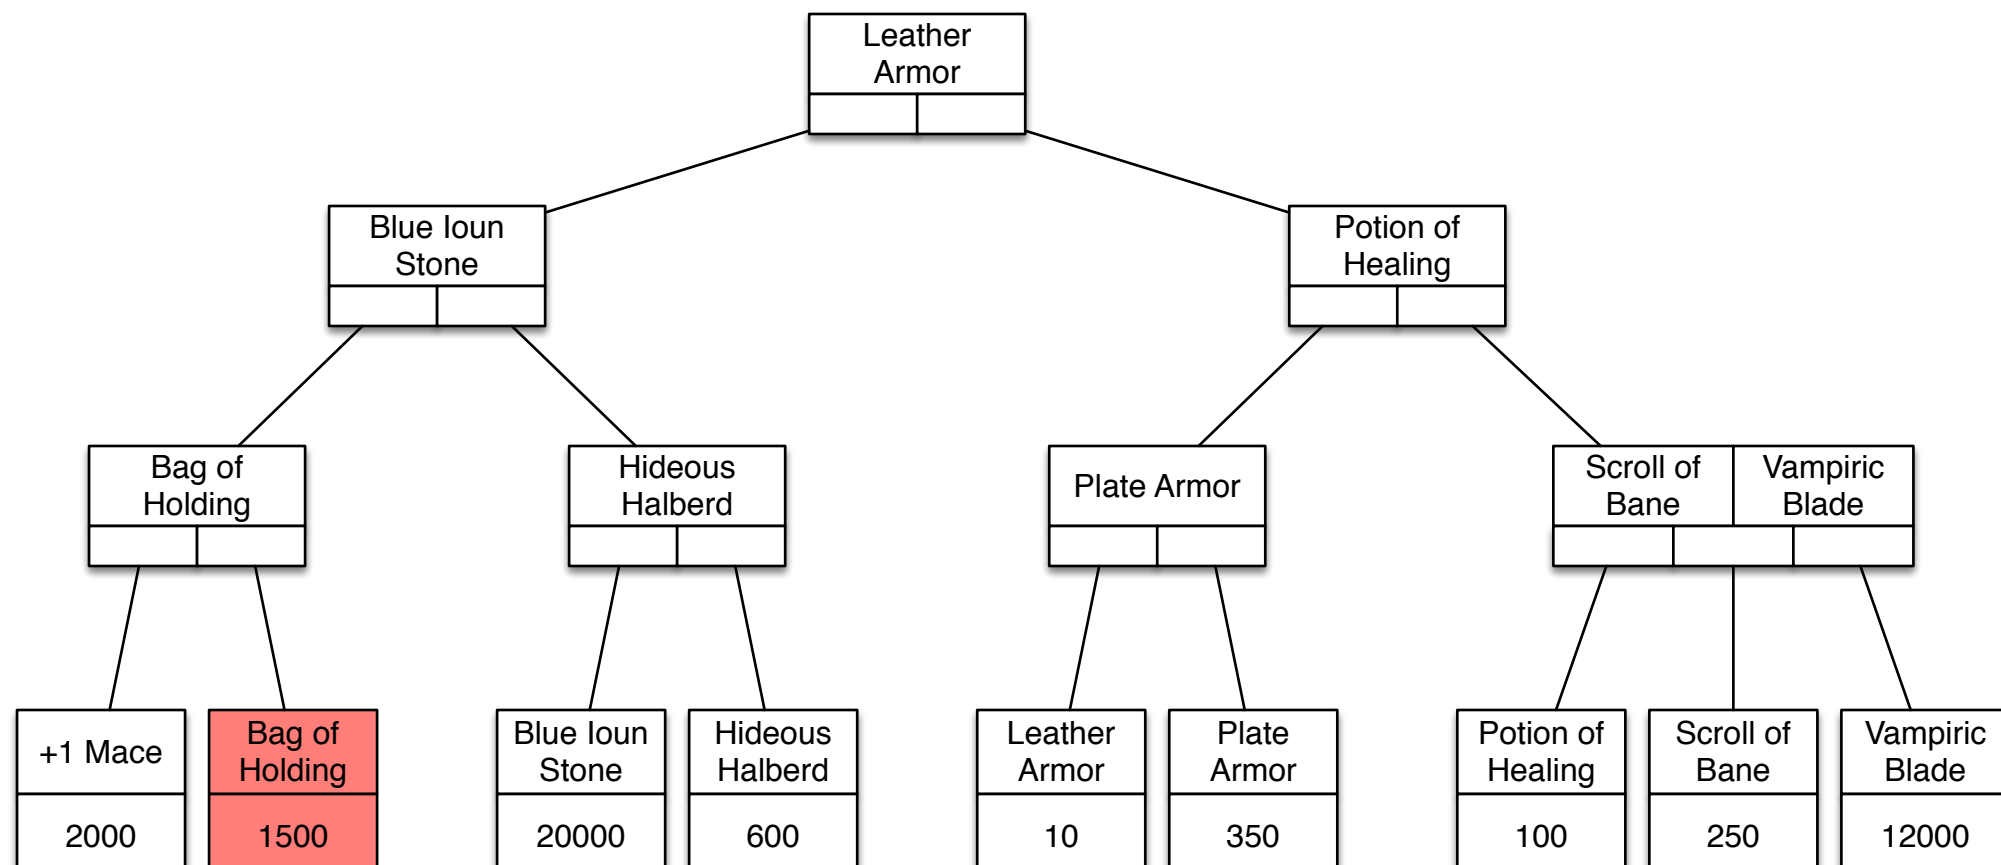 Leather
Armor
Blue Ioun
Stone
Potion of
Healing
Bag of
Holding
Hideous
Halberd
Plate Armor
Scroll of
Bane
Vampiric
Blade
+1 Mace
2000
Bag of
Holding
1500
Blue Ioun
Stone
20000
Hideous
Halberd
600
Leather
Armor
10
Plate
Armor
350
Potion of
Healing
100
Scroll of
Bane
250
Vampiric
Blade
12000